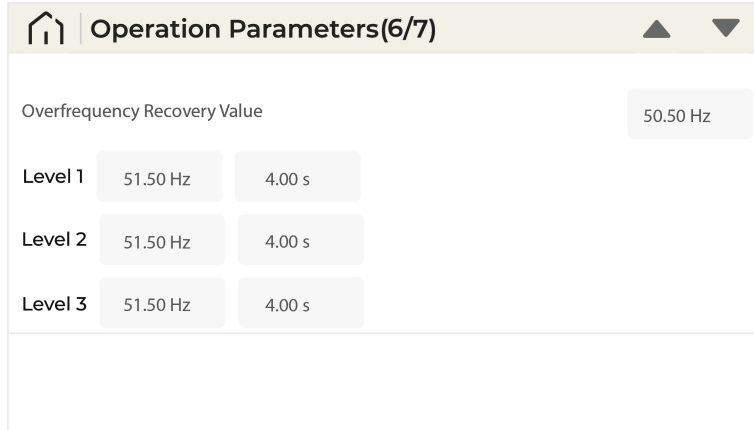 Operation Parameters(6/7)
Overfrequency Recovery Value 50.50 Hz
Level 1 51.50 Hz 4.00 s
Level 2 51.50 Hz 4.00 s
Level 3 51.50 Hz 4.00 s